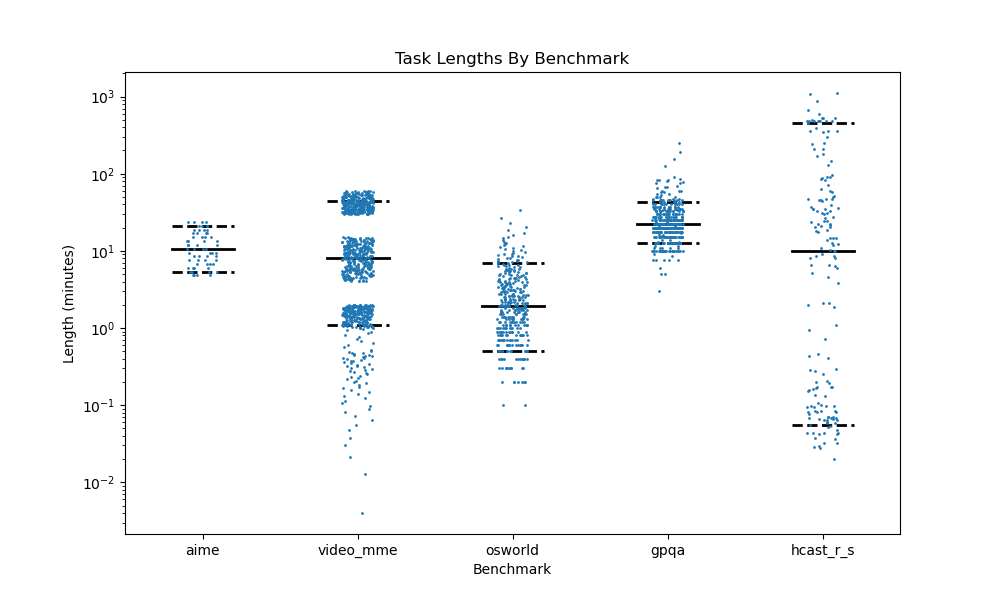 Task Lengths By Benchmark
Length (minutes)
10³
10²
10¹
10⁰
10⁻¹
10⁻²
aime video_mme osworld gpqa hcast_r_s
Benchmark